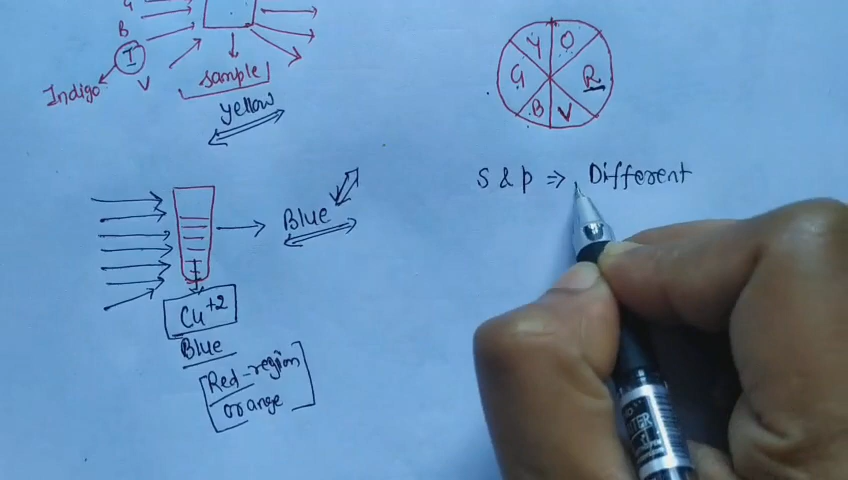 G
B
I
V
Indigo
Sample
Yellow
Y O
G R
B V
S & P ⇒ Different
Blue
Cu+2
Blue
Red-region
orange